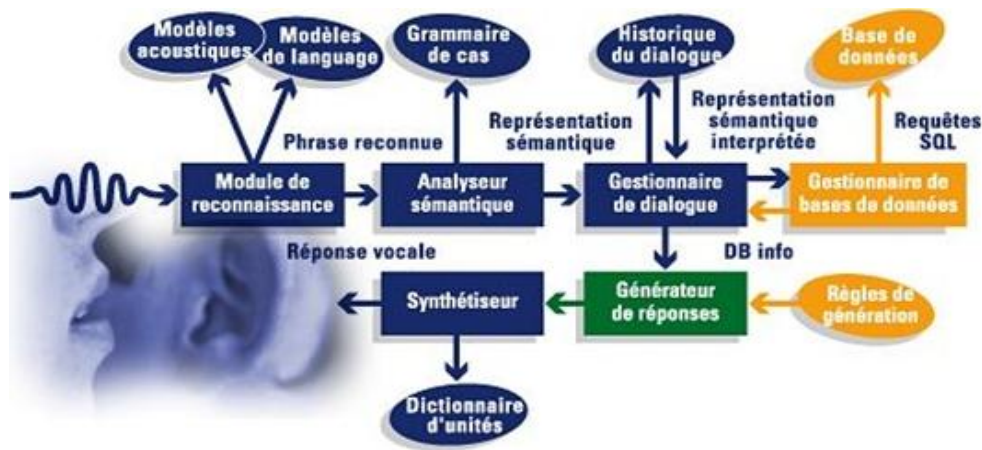 Modèles
acoustiques
Modèles
de language
Grammaire
de cas
Historique
du dialogue
Base de
données
Phrase reconnue
Représentation
sémantique
Représentation
sémantique
interprétée
Requêtes
SQL
Module de
reconnaissance
Analyseur
sémantique
Gestionnaire
de dialogue
Gestionnaire de
bases de données
Réponse vocale
DB info
Synthétiseur
Générateur
de réponses
Règles de
génération
Dictionnaire
d'unités